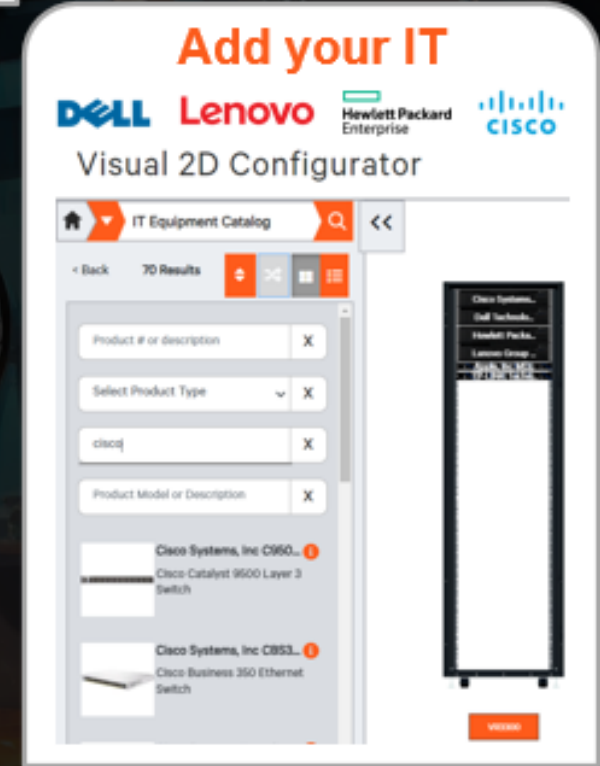 Add your IT
DELL Lenovo Hewlett Packard Enterprise CISCO
Visual 2D Configurator
IT Equipment Catalog <<
< Back 70 Results
Product # or description X
Select Product Type X
cisco X
Product Model or Description X
Cisco Systems, Inc C950...
Cisco Catalyst 9500 Layer 3
Switch
Cisco Systems, Inc CBS3...
Cisco Business 350 Ethernet
Switch
Cisco Systems,..
Dell Technolo..
Hewlett Packa..
Lenovo Group ..